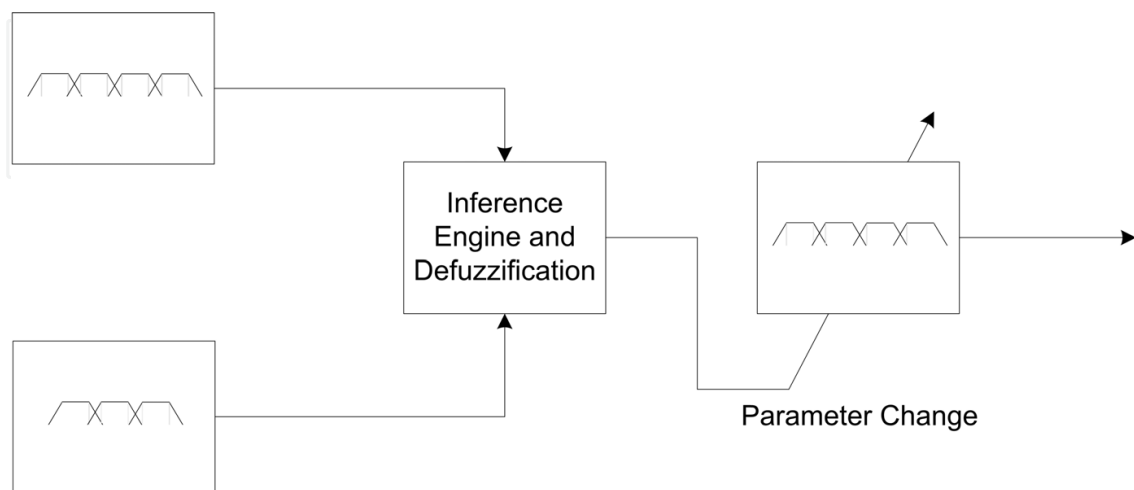 Inference
Engine and
Defuzzification
Parameter Change